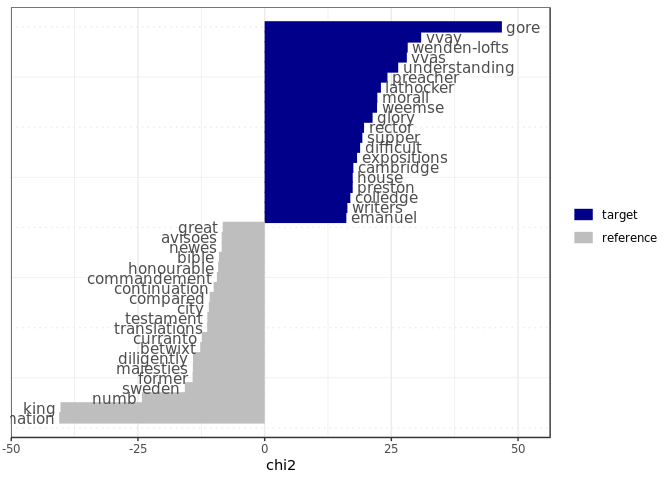 gore
vvay
wenden-lofts
vvas
understanding
preacher
lathocker
morall
weemse
glory
rector
supper
difficult
expositions
cambridge
house
preston
colledge
writers
emanuel
great
avisoes
newes
bible
honourable
commandement
continuation
compared
city
testament
translations
curranto
betwixt
diligently
majesties
former
sweden
numb
king
nation
-50 -25 0 25 50
chi2
target
reference